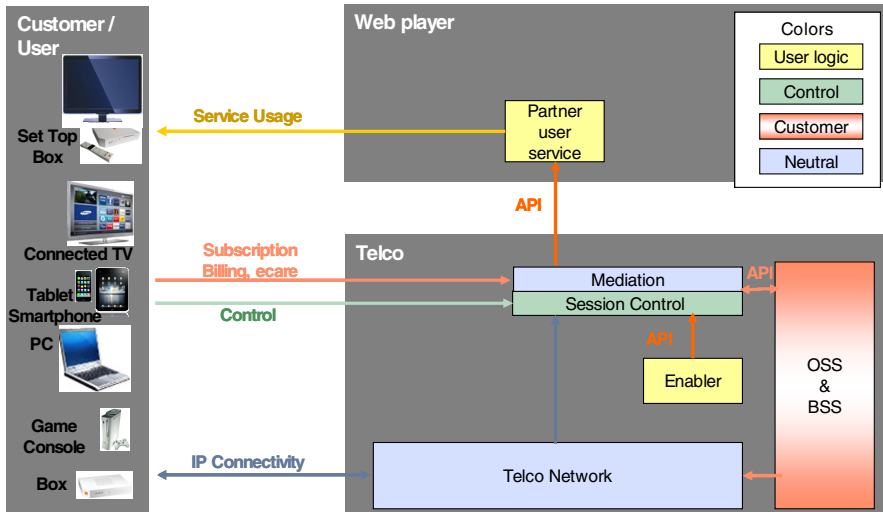 Customer /
User
Set Top
Box
Connected TV
Tablet
Smartphone
PC
Game
Console
Box
Service Usage
Subscription
Billing, ecare
Control
IP Connectivity
Web player
Partner
user
service
API
Colors
User logic
Control
Customer
Neutral
Telco
Mediation
Session Control
API
API
Enabler
OSS
&
BSS
Telco Network